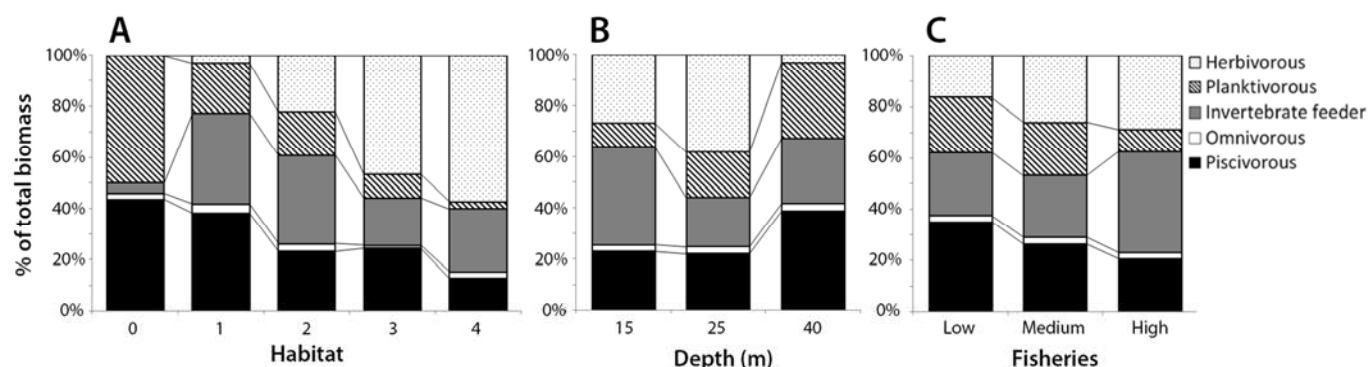 A
B
C
% of total biomass
100%
80%
60%
40%
20%
0%
0 1 2 3 4
Habitat
100%
80%
60%
40%
20%
0%
15 25 40
Depth (m)
100%
80%
60%
40%
20%
0%
Low Medium High
Fisheries
Herbivorous
Planktivorous
Invertebrate feeder
Omnivorous
Piscivorous